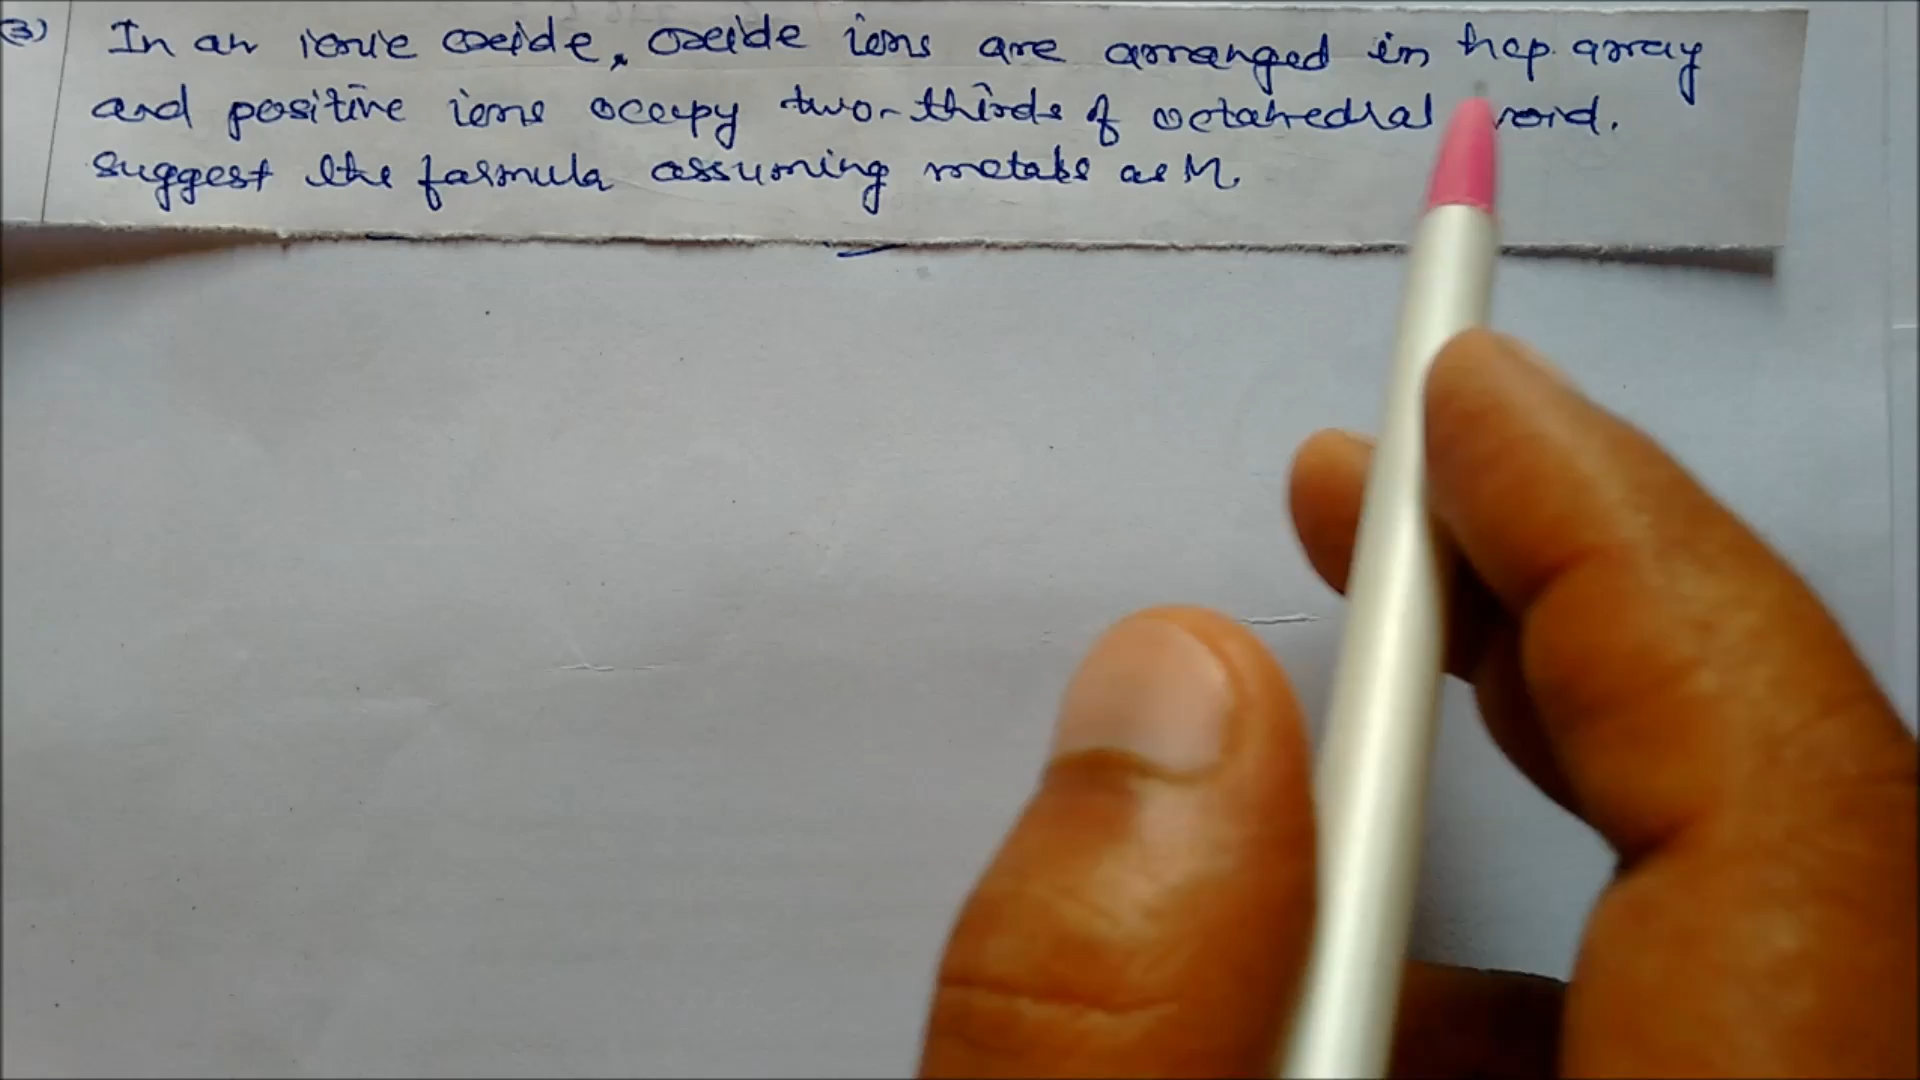 (3) In an ionic oxide, oxide ions are arranged in hcp array
and positive ions occupy two-thirds of octahedral void.
Suggest the formula assuming metals as M.